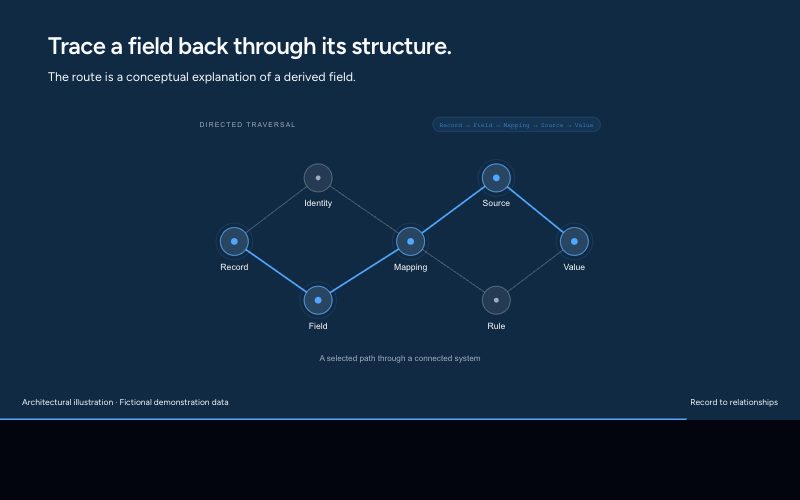 Trace a field back through its structure.
The route is a conceptual explanation of a derived field.
DIRECTED TRAVERSAL
Record → Field → Mapping → Source → Value
Identity
Source
Record
Mapping
Value
Field
Rule
A selected path through a connected system
Architectural illustration · Fictional demonstration data
Record to relationships